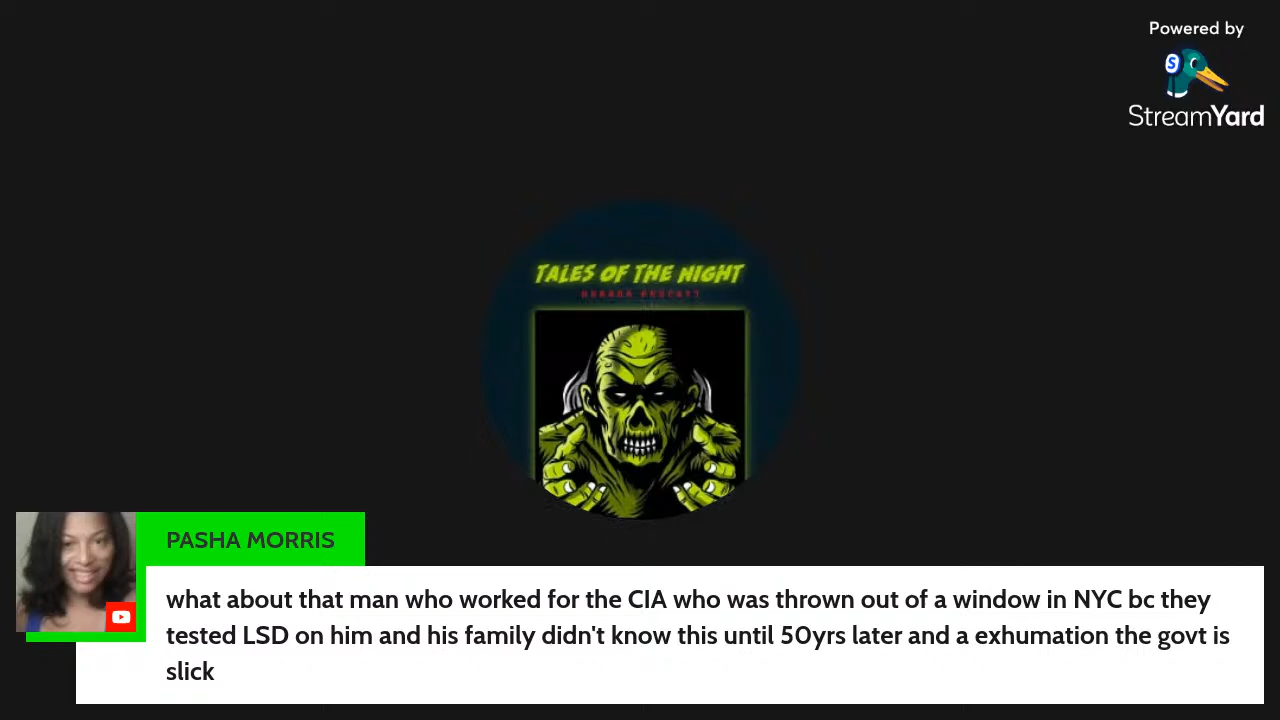 Powered by
StreamYard
TALES OF THE NIGHT
HORROR PODCAST
PASHA MORRIS
what about that man who worked for the CIA who was thrown out of a window in NYC bc they
tested LSD on him and his family didn't know this until 50yrs later and a exhumation the govt is
slick